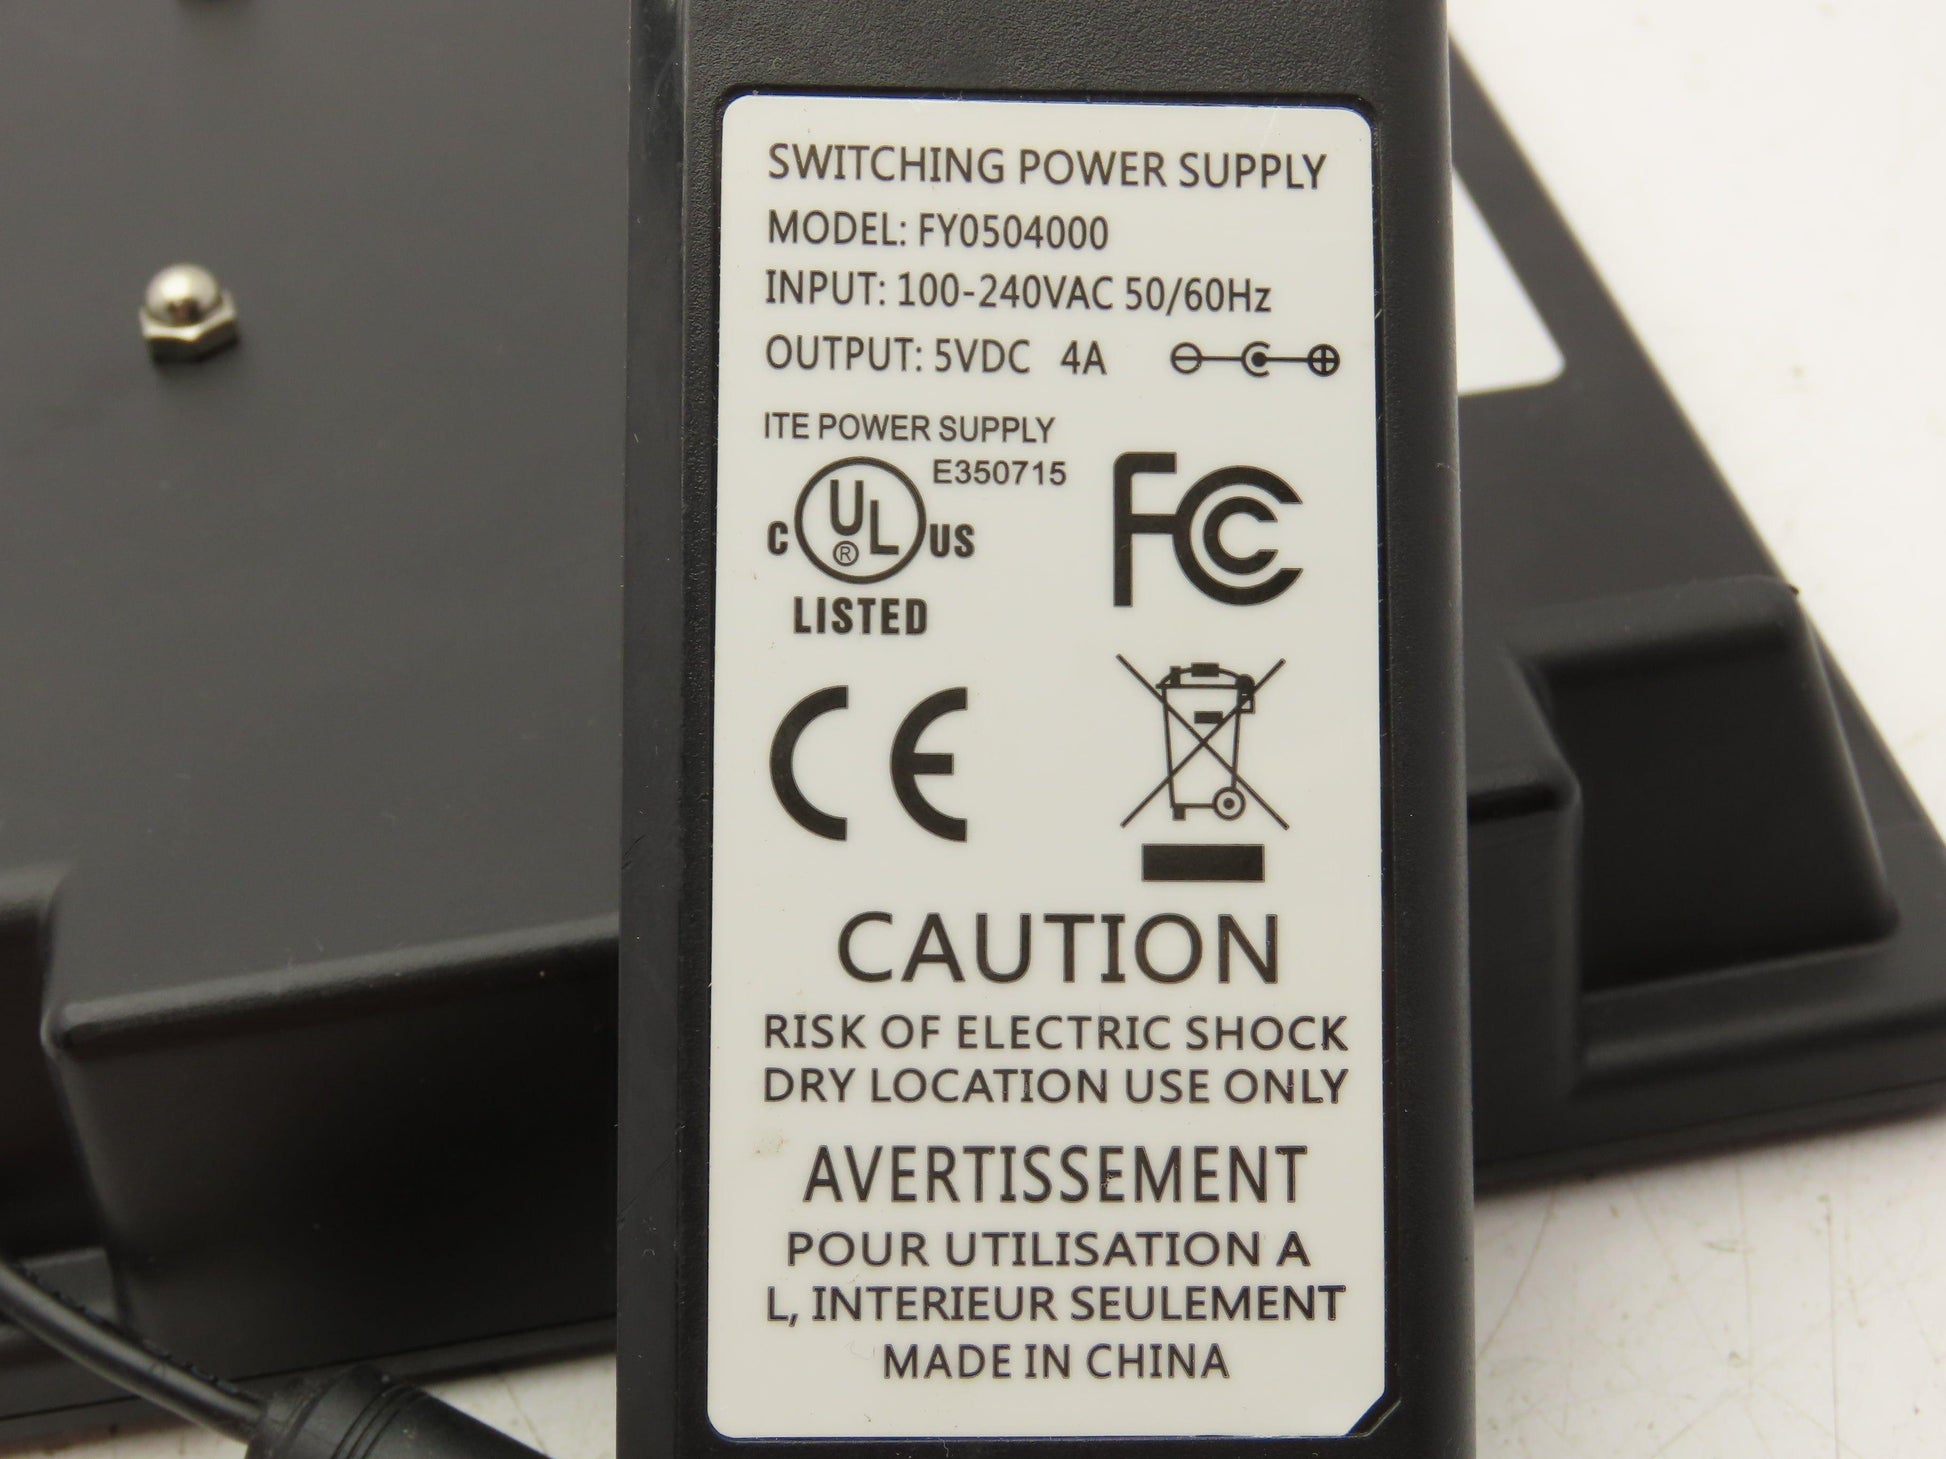 SWITCHING POWER SUPPLY
MODEL: FY0504000
INPUT: 100-240VAC 50/60Hz
OUTPUT: 5VDC 4A
ITE POWER SUPPLY
E350715
C UL ® US
LISTED
FC
CE
CAUTION
RISK OF ELECTRIC SHOCK
DRY LOCATION USE ONLY
AVERTISSEMENT
POUR UTILISATION A
L, INTERIEUR SEULEMENT
MADE IN CHINA